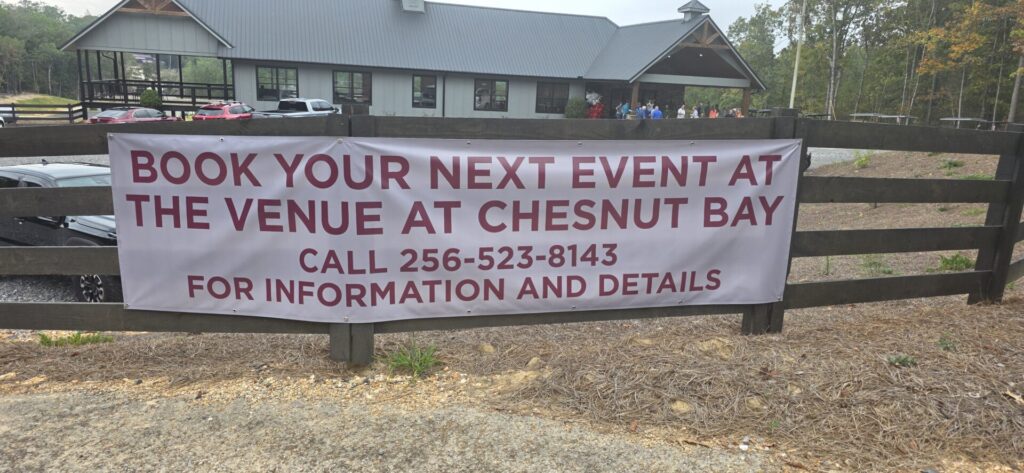 BOOK YOUR NEXT EVENT AT
THE VENUE AT CHESNUT BAY
CALL 256-523-8143
FOR INFORMATION AND DETAILS